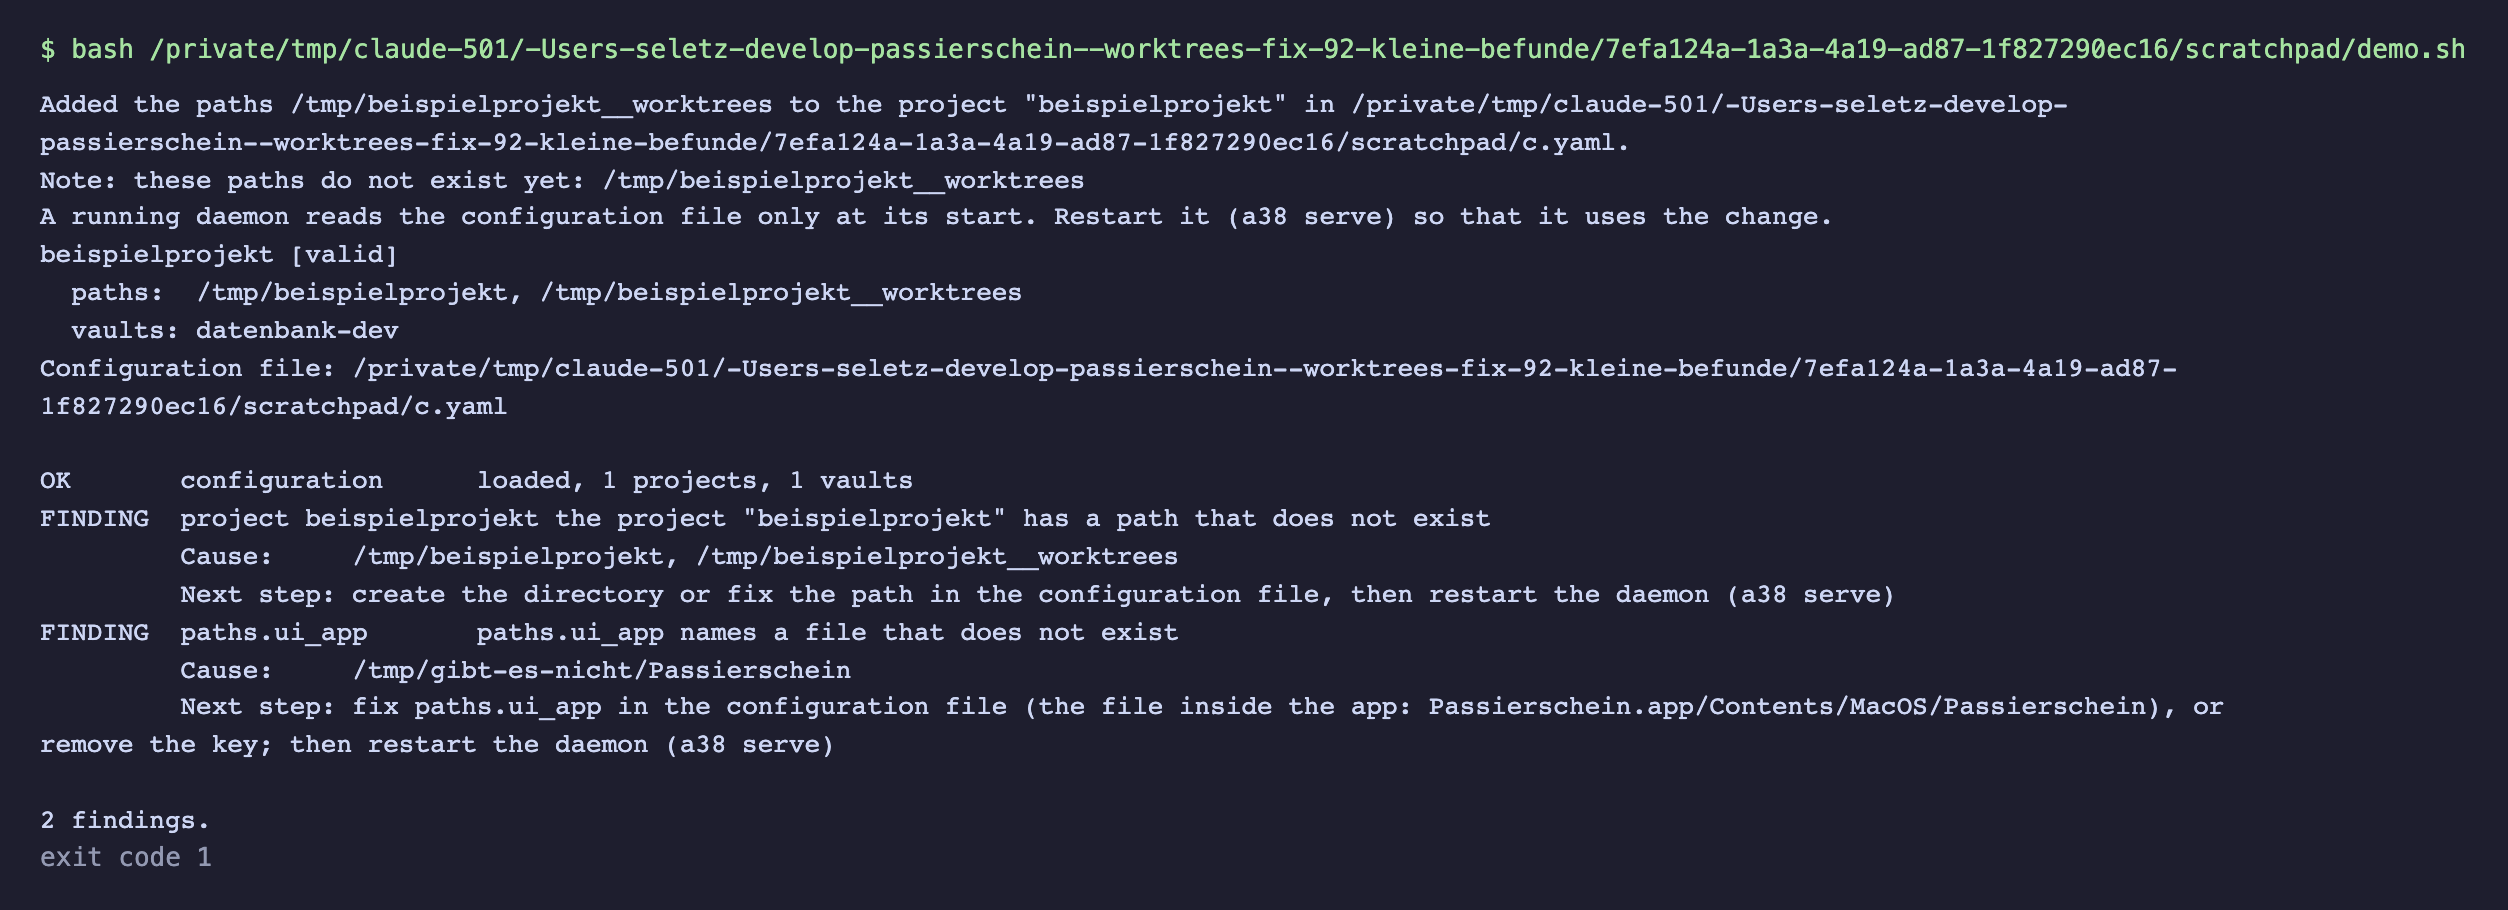 $ bash /private/tmp/claude-501/-Users-seletz-develop-passierschein--worktrees-fix-92-kleine-befunde/7efa124a-1a3a-4a19-ad87-1f827290ec16/scratchpad/demo.sh
Added the paths /tmp/beispielprojekt__worktrees to the project "beispielprojekt" in /private/tmp/claude-501/-Users-seletz-develop-
passierschein--worktrees-fix-92-kleine-befunde/7efa124a-1a3a-4a19-ad87-1f827290ec16/scratchpad/c.yaml.
Note: these paths do not exist yet: /tmp/beispielprojekt__worktrees
A running daemon reads the configuration file only at its start. Restart it (a38 serve) so that it uses the change.
beispielprojekt [valid]
  paths:  /tmp/beispielprojekt, /tmp/beispielprojekt__worktrees
  vaults: datenbank-dev
Configuration file: /private/tmp/claude-501/-Users-seletz-develop-passierschein--worktrees-fix-92-kleine-befunde/7efa124a-1a3a-4a19-ad87-
1f827290ec16/scratchpad/c.yaml

OK       configuration      loaded, 1 projects, 1 vaults
FINDING  project beispielprojekt the project "beispielprojekt" has a path that does not exist
         Cause:     /tmp/beispielprojekt, /tmp/beispielprojekt__worktrees
         Next step: create the directory or fix the path in the configuration file, then restart the daemon (a38 serve)
FINDING  paths.ui_app       paths.ui_app names a file that does not exist
         Cause:     /tmp/gibt-es-nicht/Passierschein
         Next step: fix paths.ui_app in the configuration file (the file inside the app: Passierschein.app/Contents/MacOS/Passierschein), or
remove the key; then restart the daemon (a38 serve)

2 findings.
exit code 1